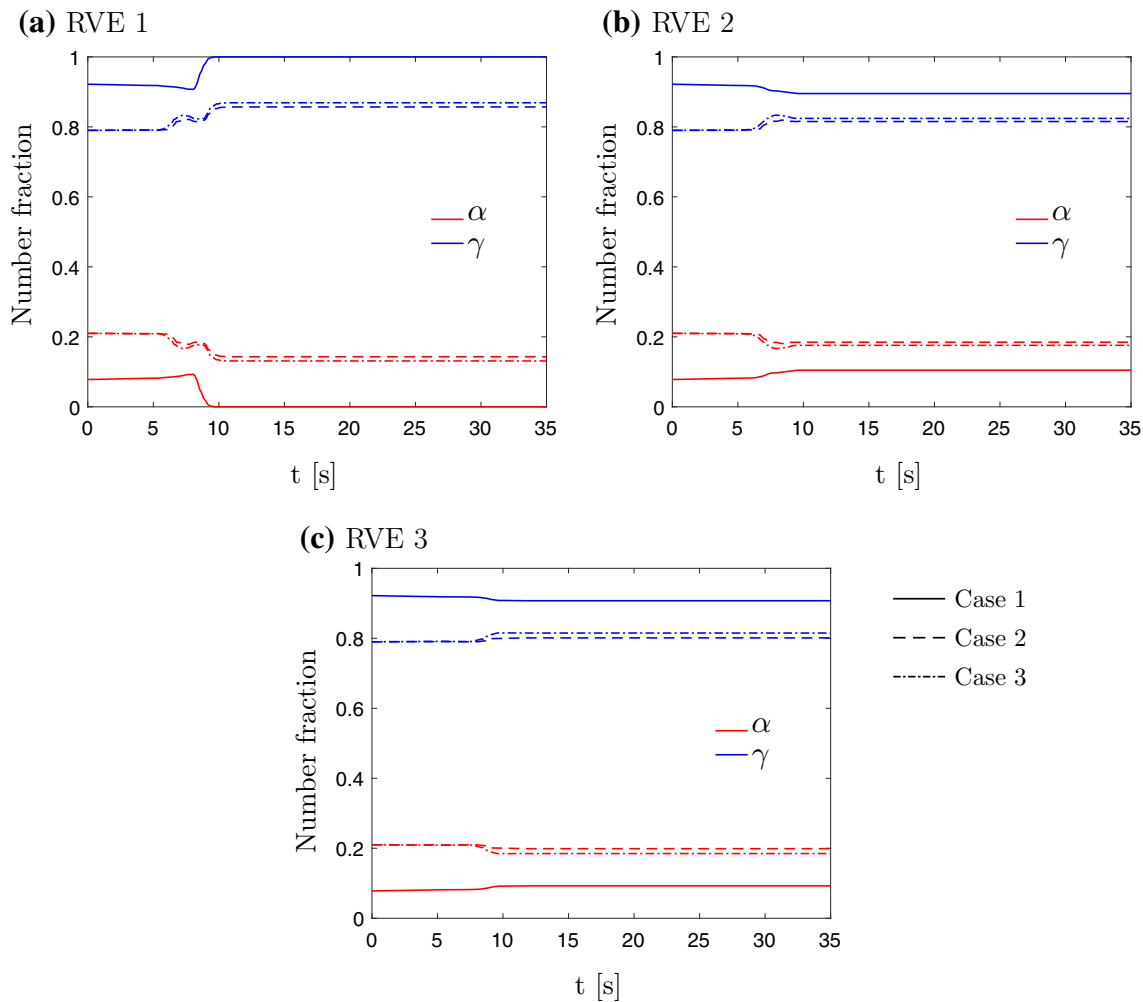 (a) RVE 1
1
0.8
0.6
0.4
0.2
0
0 5 10 15 20 25 30 35
Number fraction
t [s]
α
γ
(b) RVE 2
1
0.8
0.6
0.4
0.2
0
0 5 10 15 20 25 30 35
Number fraction
t [s]
α
γ
(c) RVE 3
1
0.8
0.6
0.4
0.2
0
0 5 10 15 20 25 30 35
Number fraction
t [s]
α
γ
Case 1
Case 2
Case 3